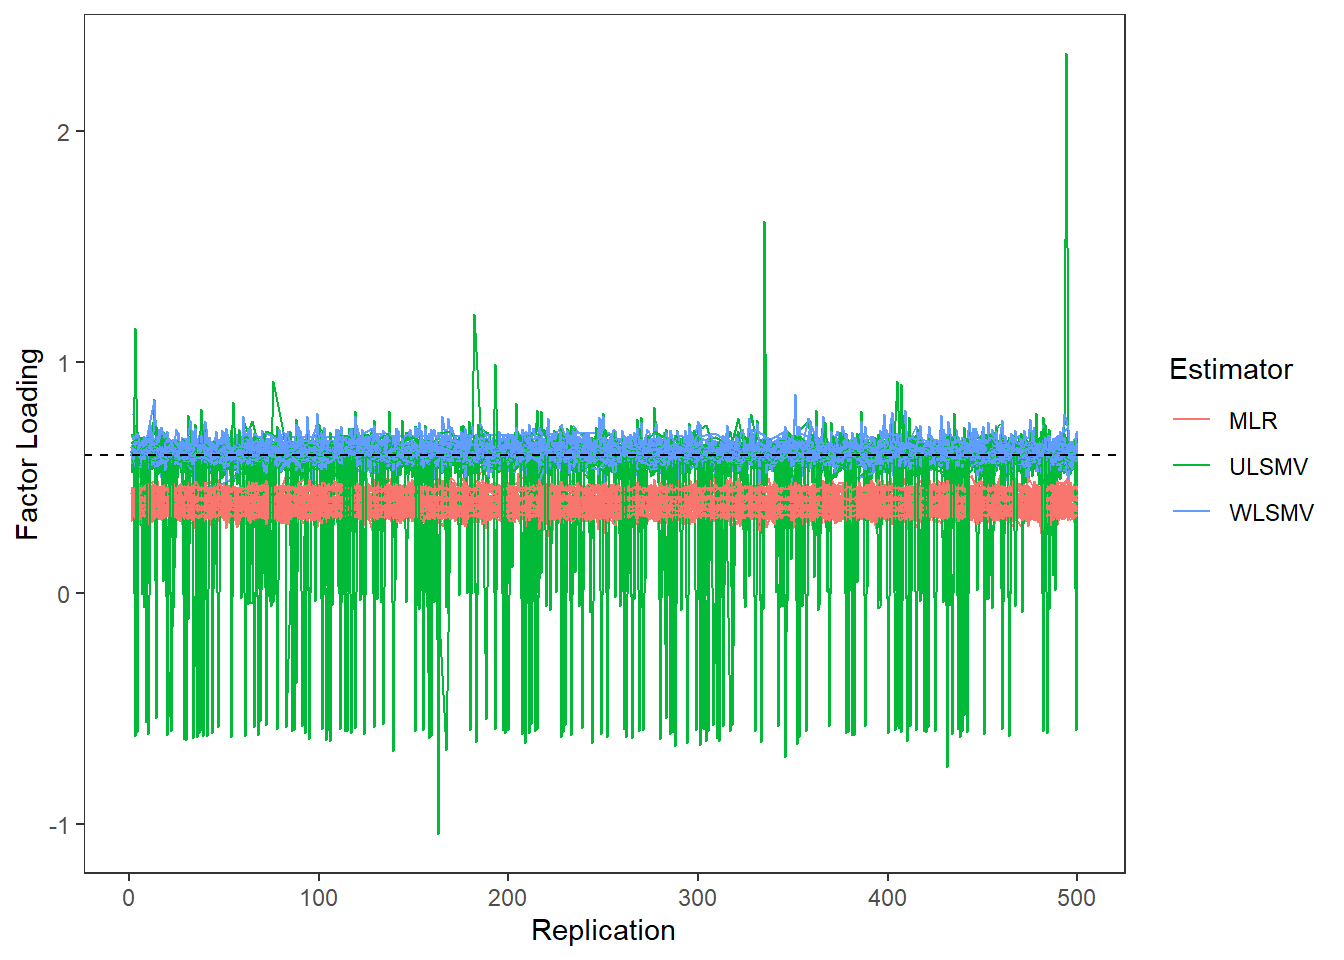 2
1
0
-1
Factor Loading
0 100 200 300 400 500
Replication
Estimator
MLR
ULSMV
WLSMV